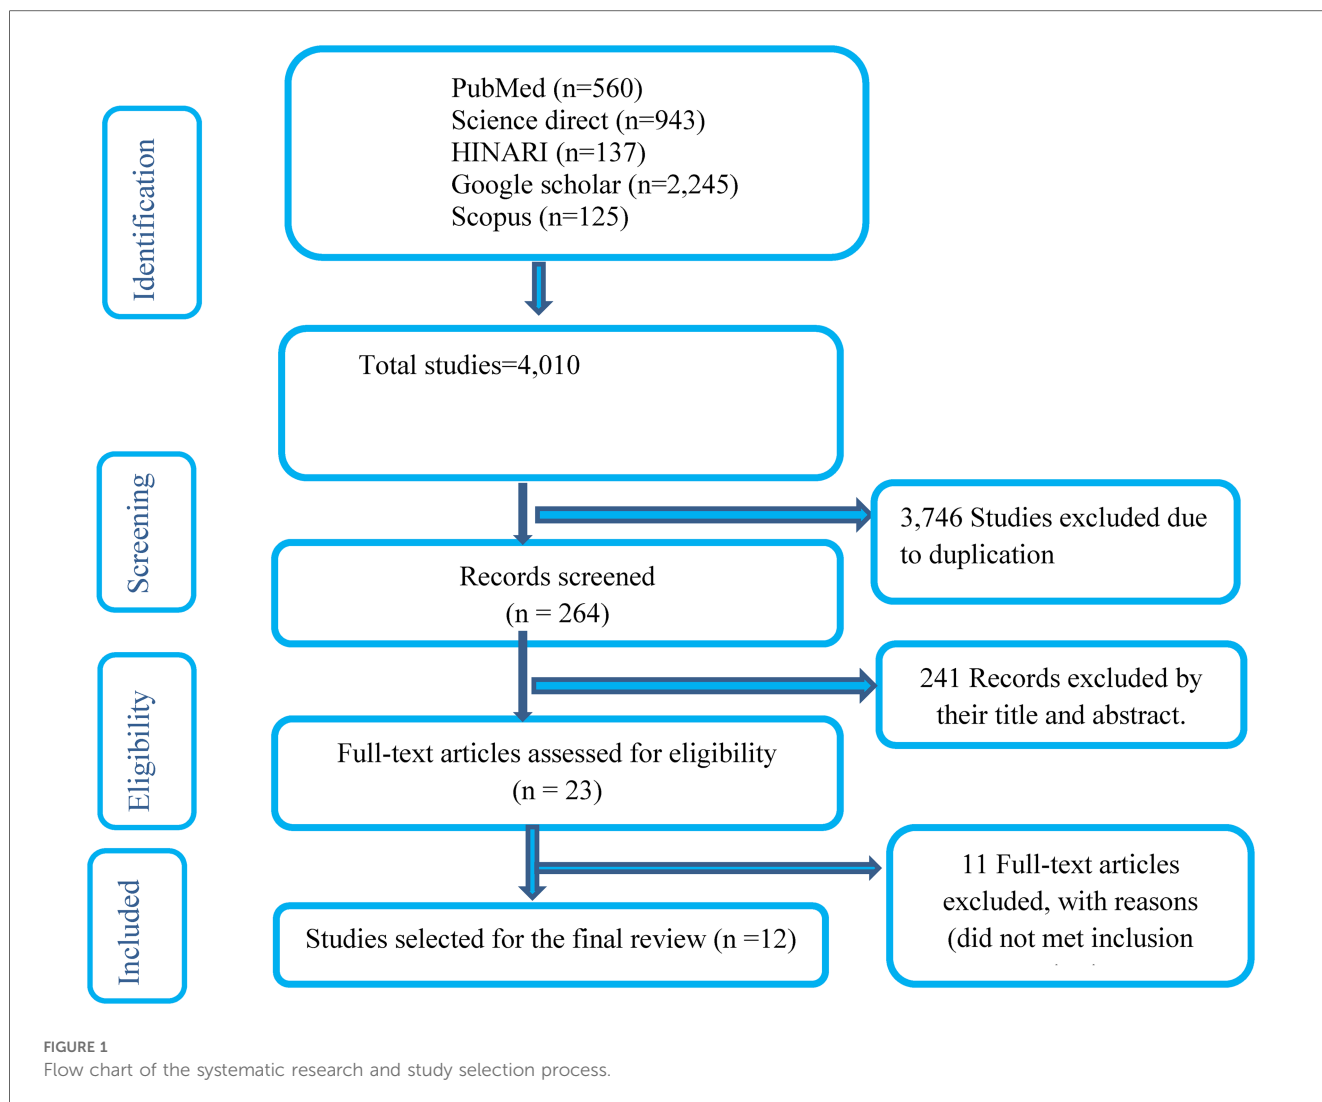 Identification
PubMed (n=560)
Science direct (n=943)
HINARI (n=137)
Google scholar (n=2,245)
Scopus (n=125)
Total studies=4,010
Screening
3,746 Studies excluded due
to duplication
Records screened
(n = 264)
Eligibility
241 Records excluded by
their title and abstract.
Full-text articles assessed for eligibility
(n = 23)
Included
11 Full-text articles
excluded, with reasons
(did not met inclusion
Studies selected for the final review (n =12)
FIGURE 1
Flow chart of the systematic research and study selection process.